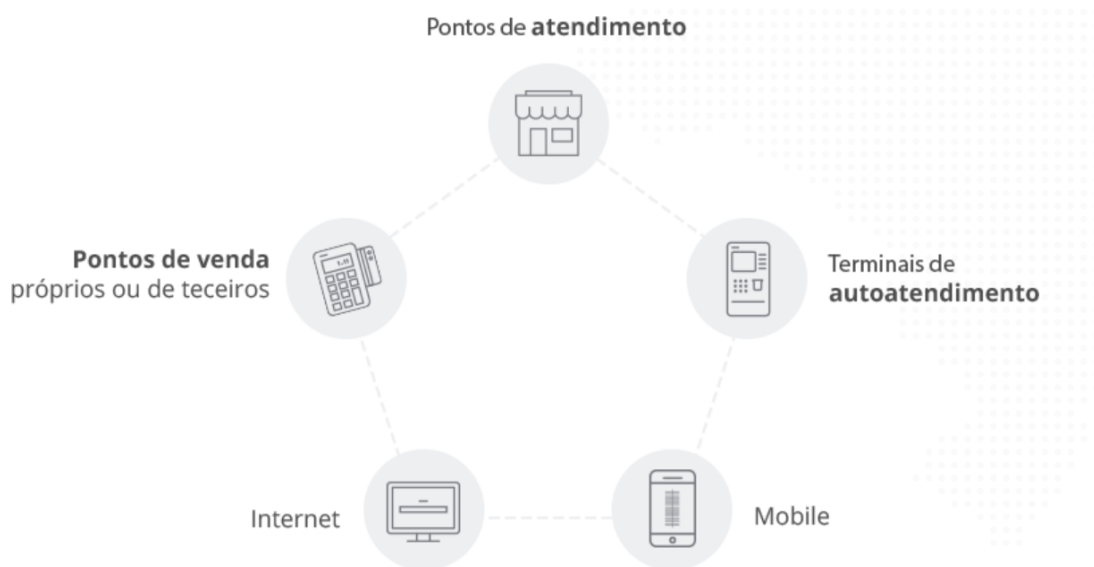 Pontos de atendimento
Pontos de venda
próprios ou de teceiros
Terminais de
autoatendimento
Internet
Mobile